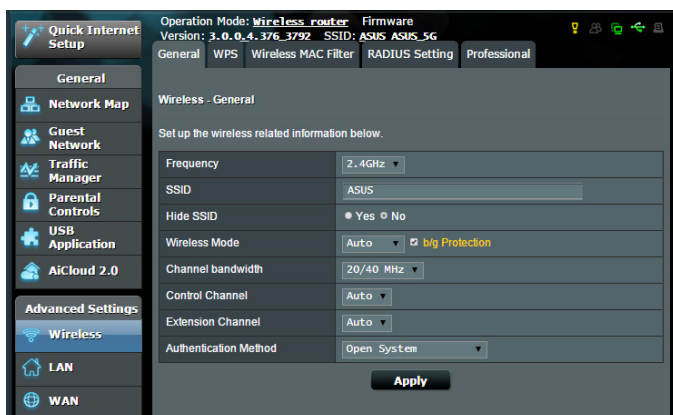 Quick Internet
Setup
General
Network Map
Guest
Network
Traffic
Manager
Parental
Controls
USB
Application
AiCloud 2.0
Advanced Settings
Wireless
LAN
WAN
Operation Mode: Wireless router Firmware
Version: 3.0.0.4.376_3792 SSID: ASUS ASUS_5G
General WPS Wireless MAC Filter RADIUS Setting Professional
Wireless - General
Set up the wireless related information below.
Frequency 2.4GHz
SSID ASUS
Hide SSID Yes No
Wireless Mode Auto b/g Protection
Channel bandwidth 20/40 MHz
Control Channel Auto
Extension Channel Auto
Authentication Method Open System
Apply